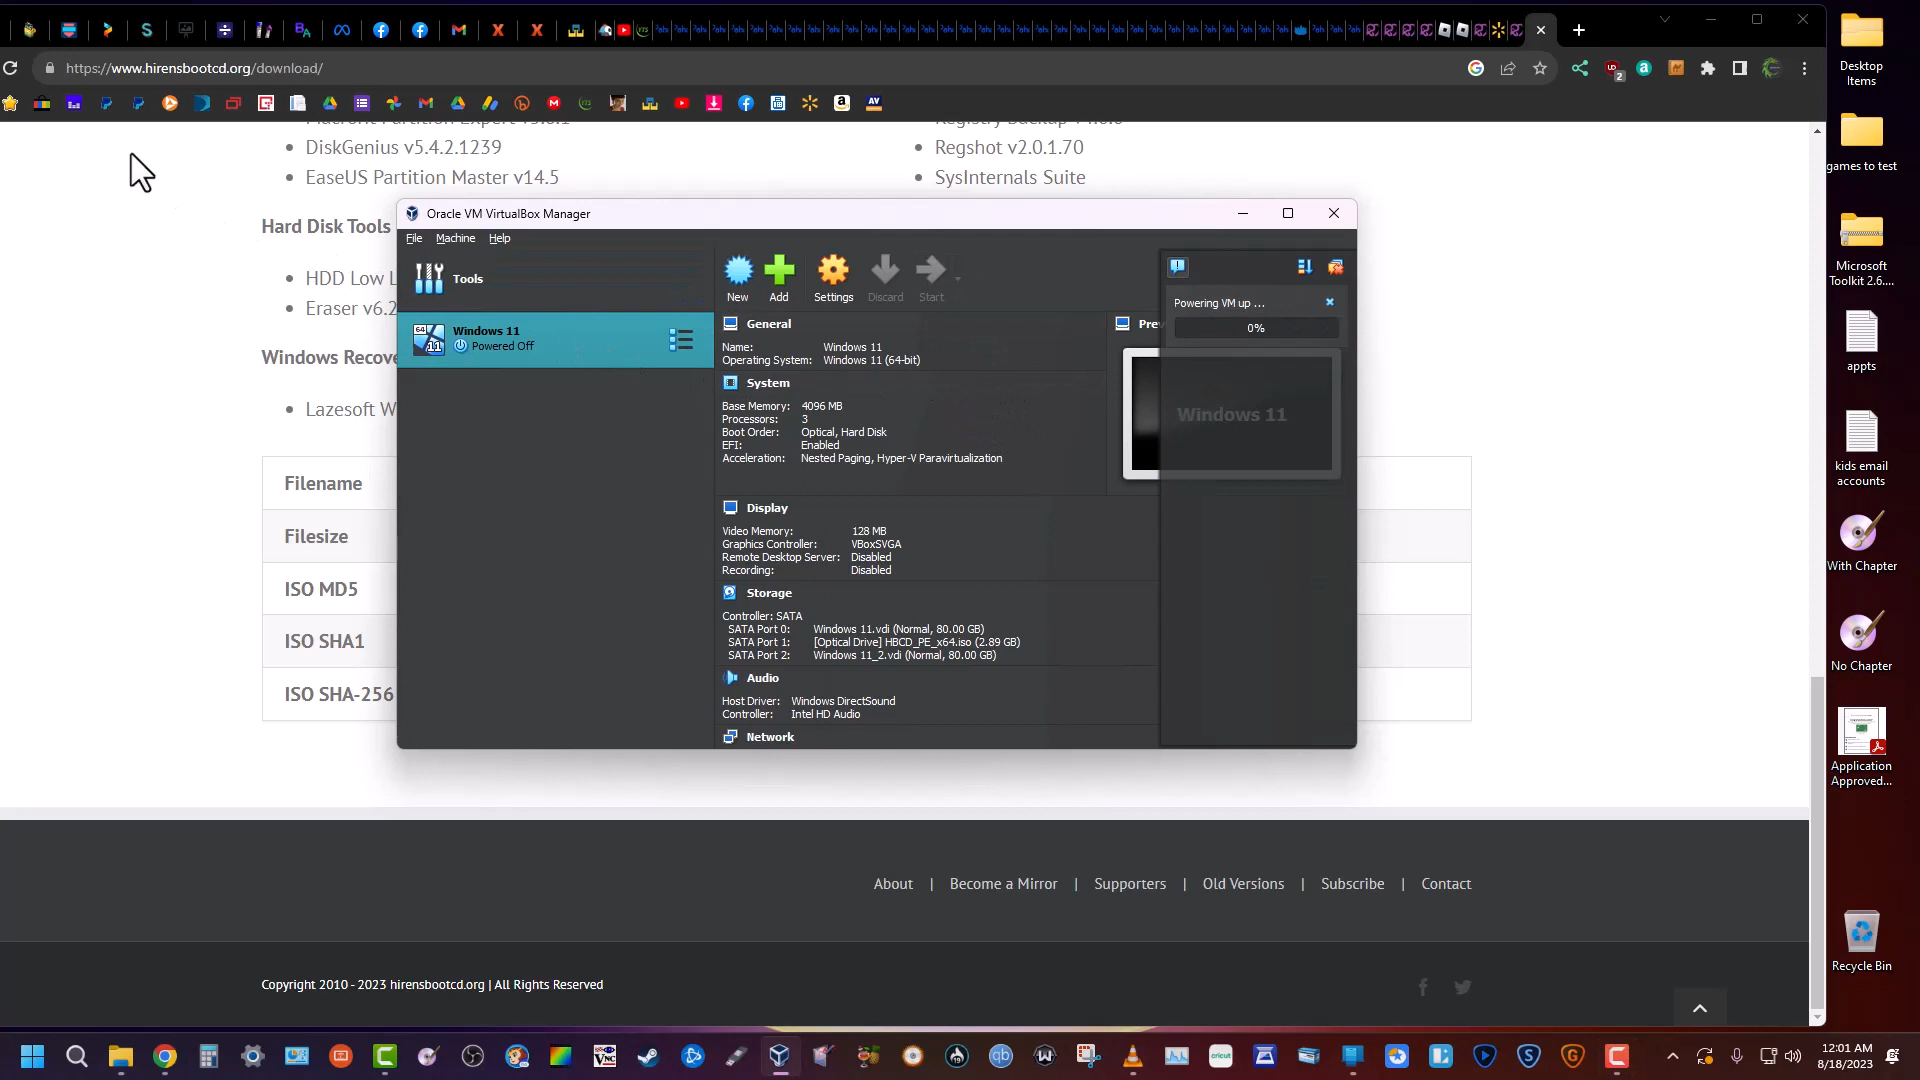 https://www.hirensbootcd.org/download/
2
DiskGenius v5.4.2.1239
EaseUS Partition Master v14.5
Regshot v2.0.1.70
SysInternals Suite
Hard Disk Tools
HDD Low L
Eraser v6.2
Windows Recove
Lazesoft W
Filename
Filesize
ISO MD5
ISO SHA1
ISO SHA-256
Oracle VM VirtualBox Manager
File Machine Help
Tools
Windows 11
Powered Off
New Add Settings Discard Start
General
Name: Windows 11
Operating System: Windows 11 (64-bit)
System
Base Memory: 4096 MB
Processors: 3
Boot Order: Optical, Hard Disk
EFI: Enabled
Acceleration: Nested Paging, Hyper-V Paravirtualization
Display
Video Memory: 128 MB
Graphics Controller: VBoxSVGA
Remote Desktop Server: Disabled
Recording: Disabled
Storage
Controller: SATA
SATA Port 0: Windows 11.vdi (Normal, 80.00 GB)
SATA Port 1: [Optical Drive] HBCD_PE_x64.iso (2.89 GB)
SATA Port 2: Windows 11_2.vdi (Normal, 80.00 GB)
Audio
Host Driver: Windows DirectSound
Controller: Intel HD Audio
Network
Prev
Powering VM up ...
0%
Windows 11
About | Become a Mirror | Supporters | Old Versions | Subscribe | Contact
Copyright 2010 - 2023 hirensbootcd.org | All Rights Reserved
Desktop
Items
games to test
Microsoft
Toolkit 2.6....
appts
kids email
accounts
With Chapter
No Chapter
Application
Approved...
Recycle Bin
12:01 AM
8/18/2023